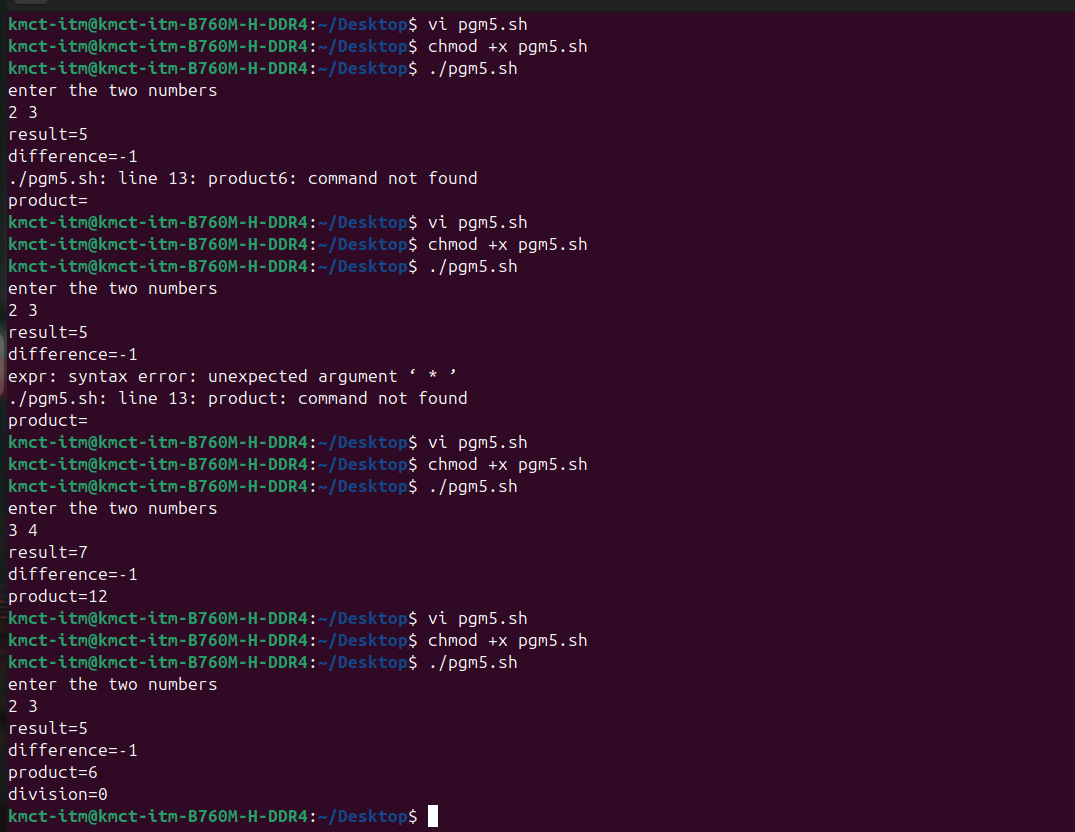 kmct-itm@kmct-itm-B760M-H-DDR4:~/Desktop$ vi pgm5.sh
kmct-itm@kmct-itm-B760M-H-DDR4:~/Desktop$ chmod +x pgm5.sh
kmct-itm@kmct-itm-B760M-H-DDR4:~/Desktop$ ./pgm5.sh
enter the two numbers
2 3
result=5
difference=-1
./pgm5.sh: line 13: product6: command not found
product=
kmct-itm@kmct-itm-B760M-H-DDR4:~/Desktop$ vi pgm5.sh
kmct-itm@kmct-itm-B760M-H-DDR4:~/Desktop$ chmod +x pgm5.sh
kmct-itm@kmct-itm-B760M-H-DDR4:~/Desktop$ ./pgm5.sh
enter the two numbers
2 3
result=5
difference=-1
expr: syntax error: unexpected argument ‘ * ’
./pgm5.sh: line 13: product: command not found
product=
kmct-itm@kmct-itm-B760M-H-DDR4:~/Desktop$ vi pgm5.sh
kmct-itm@kmct-itm-B760M-H-DDR4:~/Desktop$ chmod +x pgm5.sh
kmct-itm@kmct-itm-B760M-H-DDR4:~/Desktop$ ./pgm5.sh
enter the two numbers
3 4
result=7
difference=-1
product=12
kmct-itm@kmct-itm-B760M-H-DDR4:~/Desktop$ vi pgm5.sh
kmct-itm@kmct-itm-B760M-H-DDR4:~/Desktop$ chmod +x pgm5.sh
kmct-itm@kmct-itm-B760M-H-DDR4:~/Desktop$ ./pgm5.sh
enter the two numbers
2 3
result=5
difference=-1
product=6
division=0
kmct-itm@kmct-itm-B760M-H-DDR4:~/Desktop$